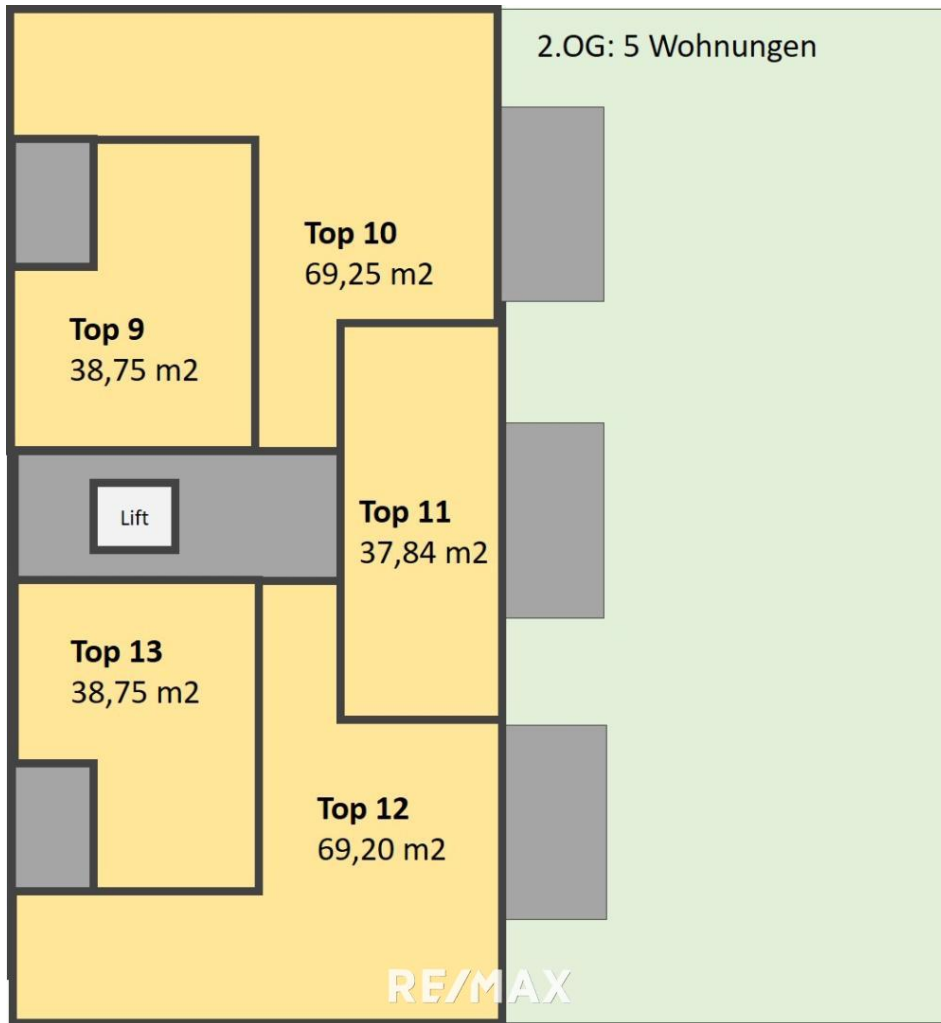 2.OG: 5 Wohnungen
Top 10
69,25 m2
Top 9
38,75 m2
Lift
Top 11
37,84 m2
Top 13
38,75 m2
Top 12
69,20 m2
RE/MAX